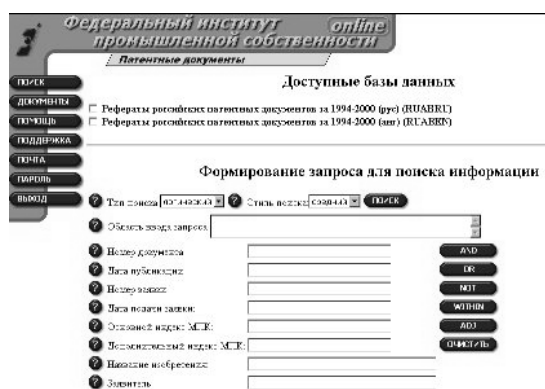 Федеральный институт online
промышленной собственности
Патентные документы
ПОИСК
ДОКУМЕНТЫ
ПОМОЩЬ
ПОДДЕРЖКА
ПОЧТА
ПАРОЛЬ
ВЫХОД
Доступные базы данных
Рефераты российских патентных документов за 1994-2000 (рус) (RUABRU)
Рефераты российских патентных документов за 1994-2000 (анг) (RUABEN)
Формирование запроса для поиска информации
? Тип поиска логический ? Стиль поиска средний ПОИСК
? Область ввода запроса
? Номер документа AND
? Дата публикации OR
? Номер заявки NOT
? Дата подачи заявки: WITHIN
? Основной индекс МПК: ADJ
? Дополнительный индекс МПК: ОЧИСТИТЬ
? Название изобретения
? Заявитель